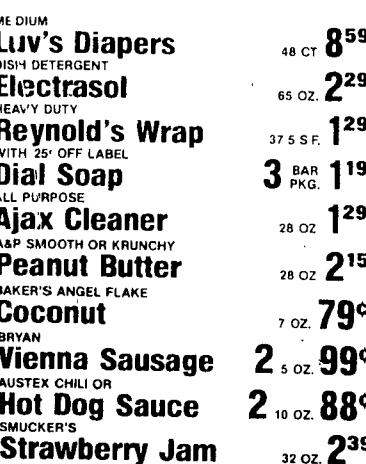 MEDIUM
Luv's Diapers 48 CT 8 59
DISH DETERGENT
Electrasol 65 OZ. 2 29
HEAVY DUTY
Reynold's Wrap 37 5 S F. 1 29
WITH 25¢ OFF LABEL
Dial Soap 3 BAR PKG. 1 19
ALL PURPOSE
Ajax Cleaner 28 OZ 1 29
A&P SMOOTH OR KRUNCHY
Peanut Butter 28 OZ 2 15
BAKER'S ANGEL FLAKE
Coconut 7 OZ. 79¢
BRYAN
Vienna Sausage 2 5 OZ. 99¢
AUSTEX CHILI OR
Hot Dog Sauce 2 10 OZ. 88¢
SMUCKER'S
Strawberry Jam 32 OZ. 2 39